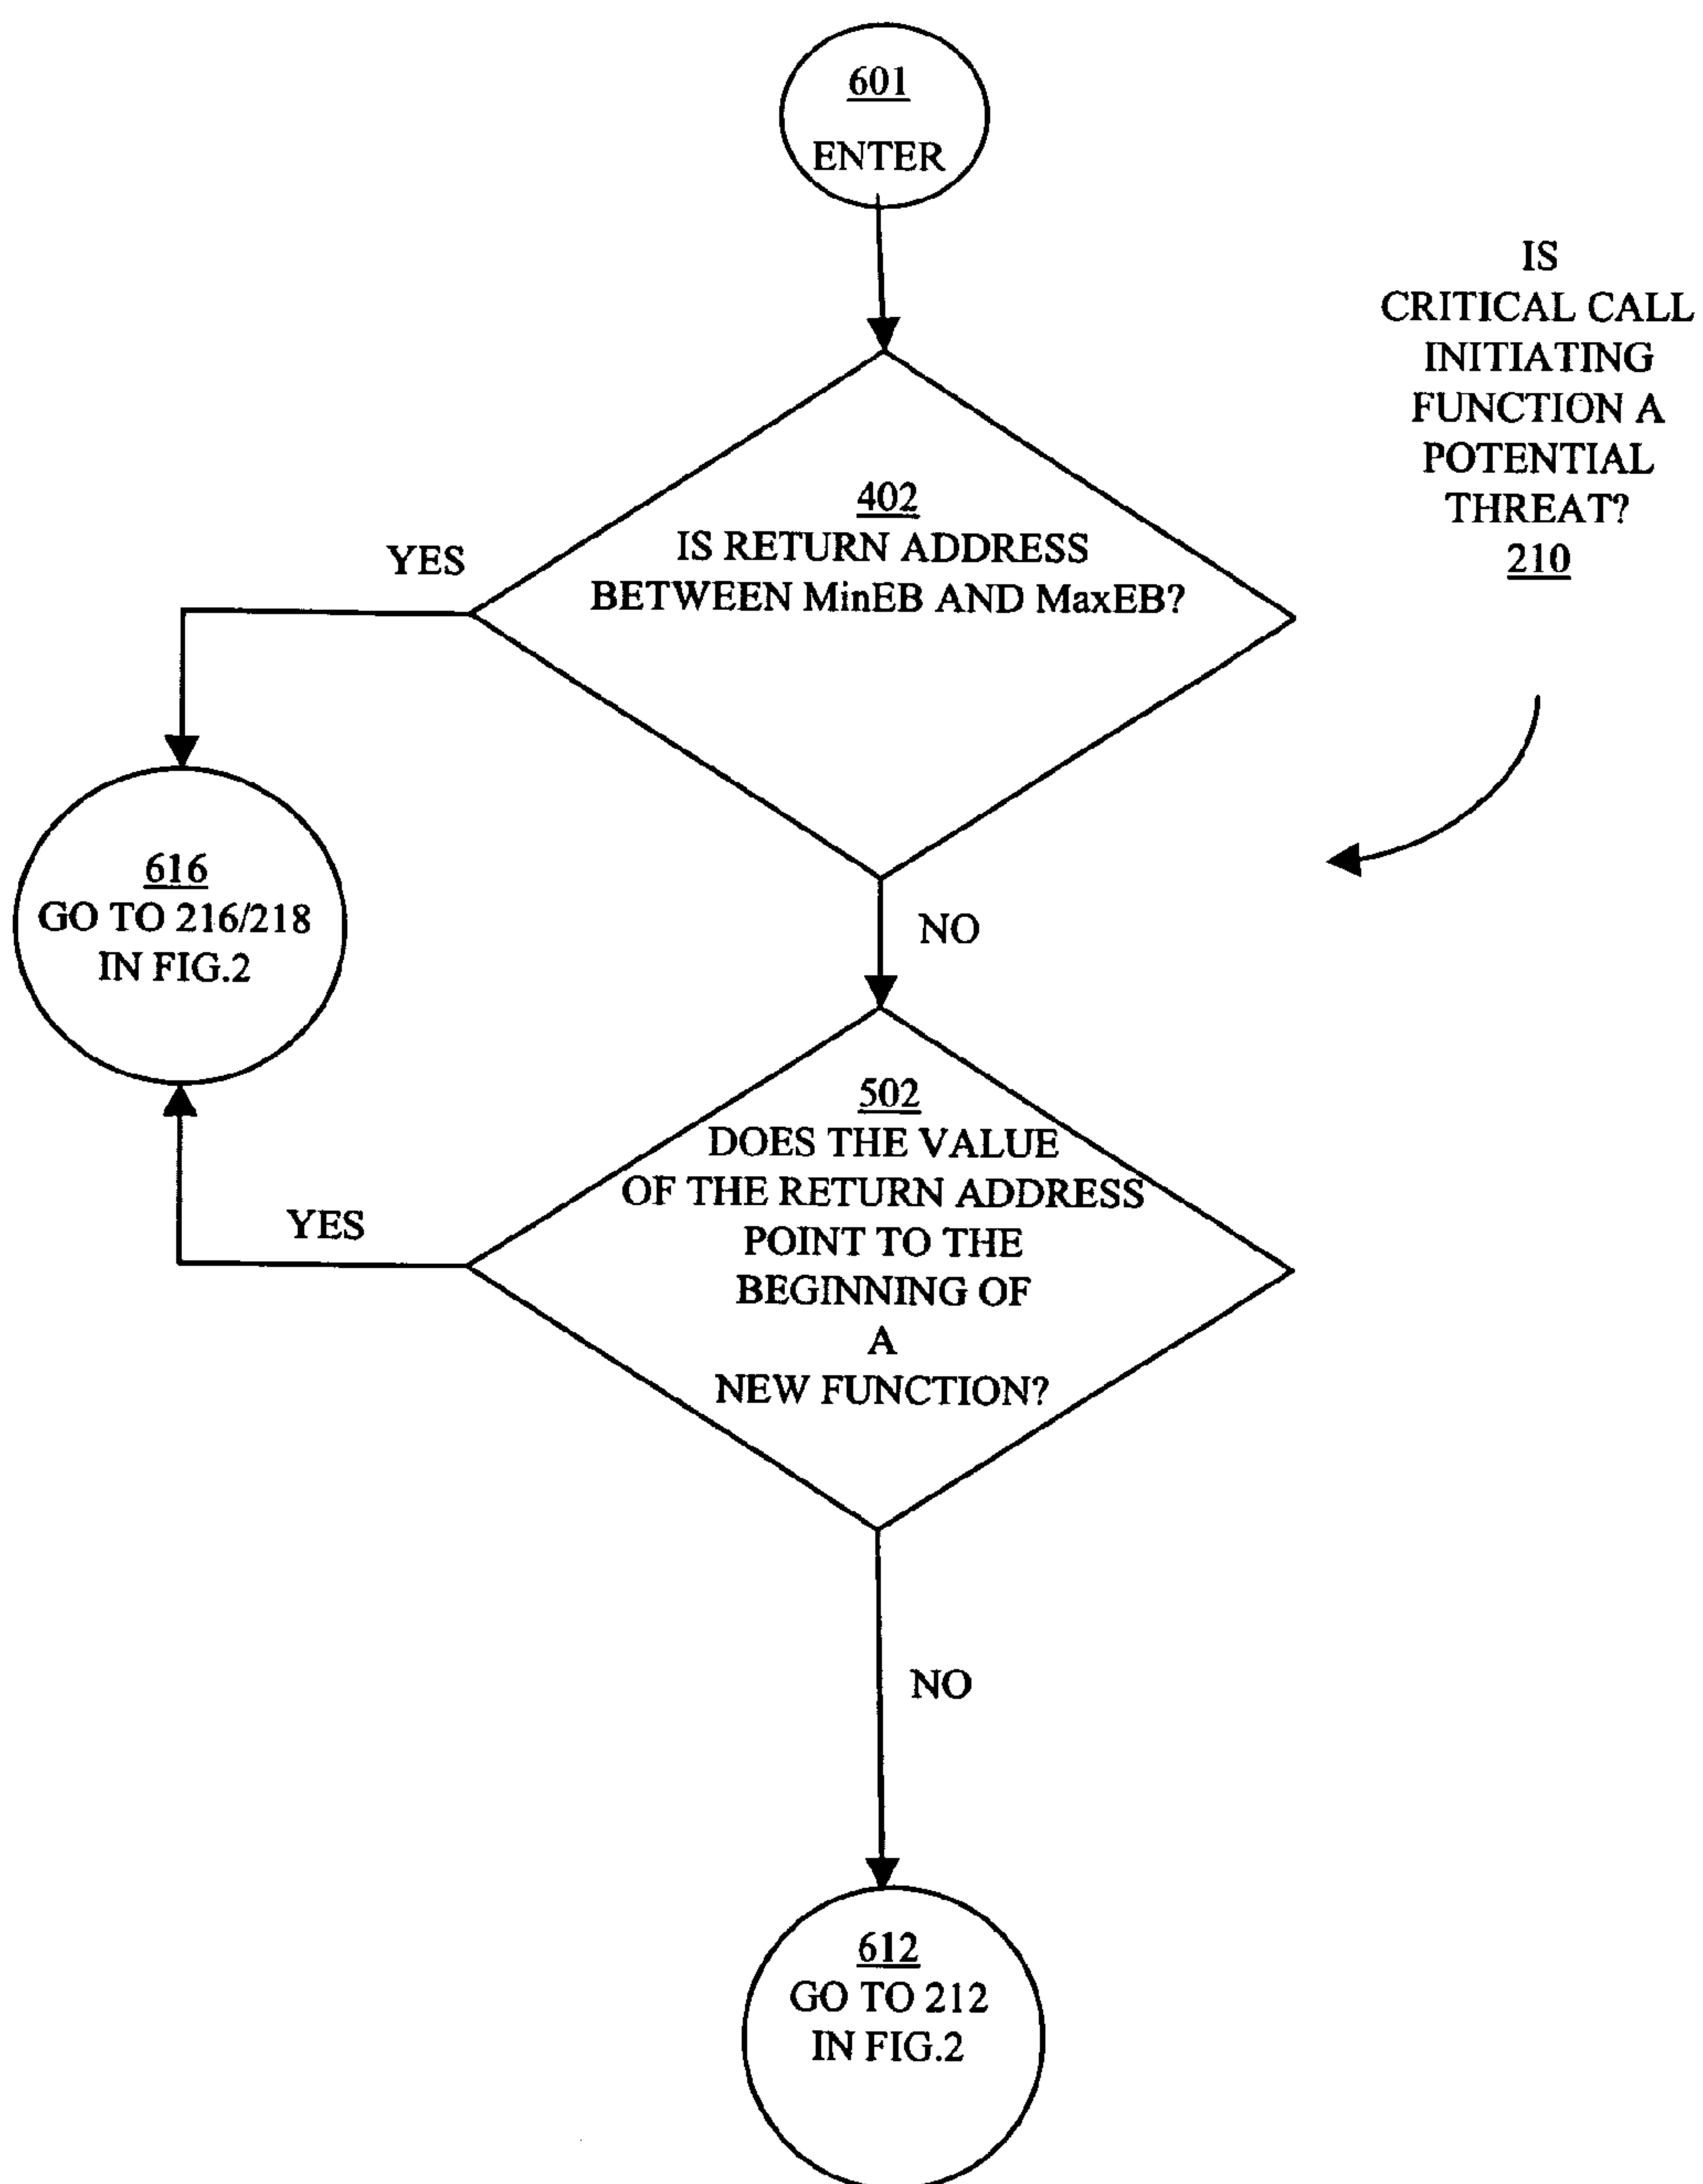 601
ENTER
IS
CRITICAL CALL
INITIATING
FUNCTION A
POTENTIAL
THREAT?
210
402
IS RETURN ADDRESS
BETWEEN MinEB AND MaxEB?
YES
616
GO TO 216/218
IN FIG.2
NO
502
DOES THE VALUE
OF THE RETURN ADDRESS
POINT TO THE
BEGINNING OF
A
NEW FUNCTION?
YES
NO
612
GO TO 212
IN FIG.2